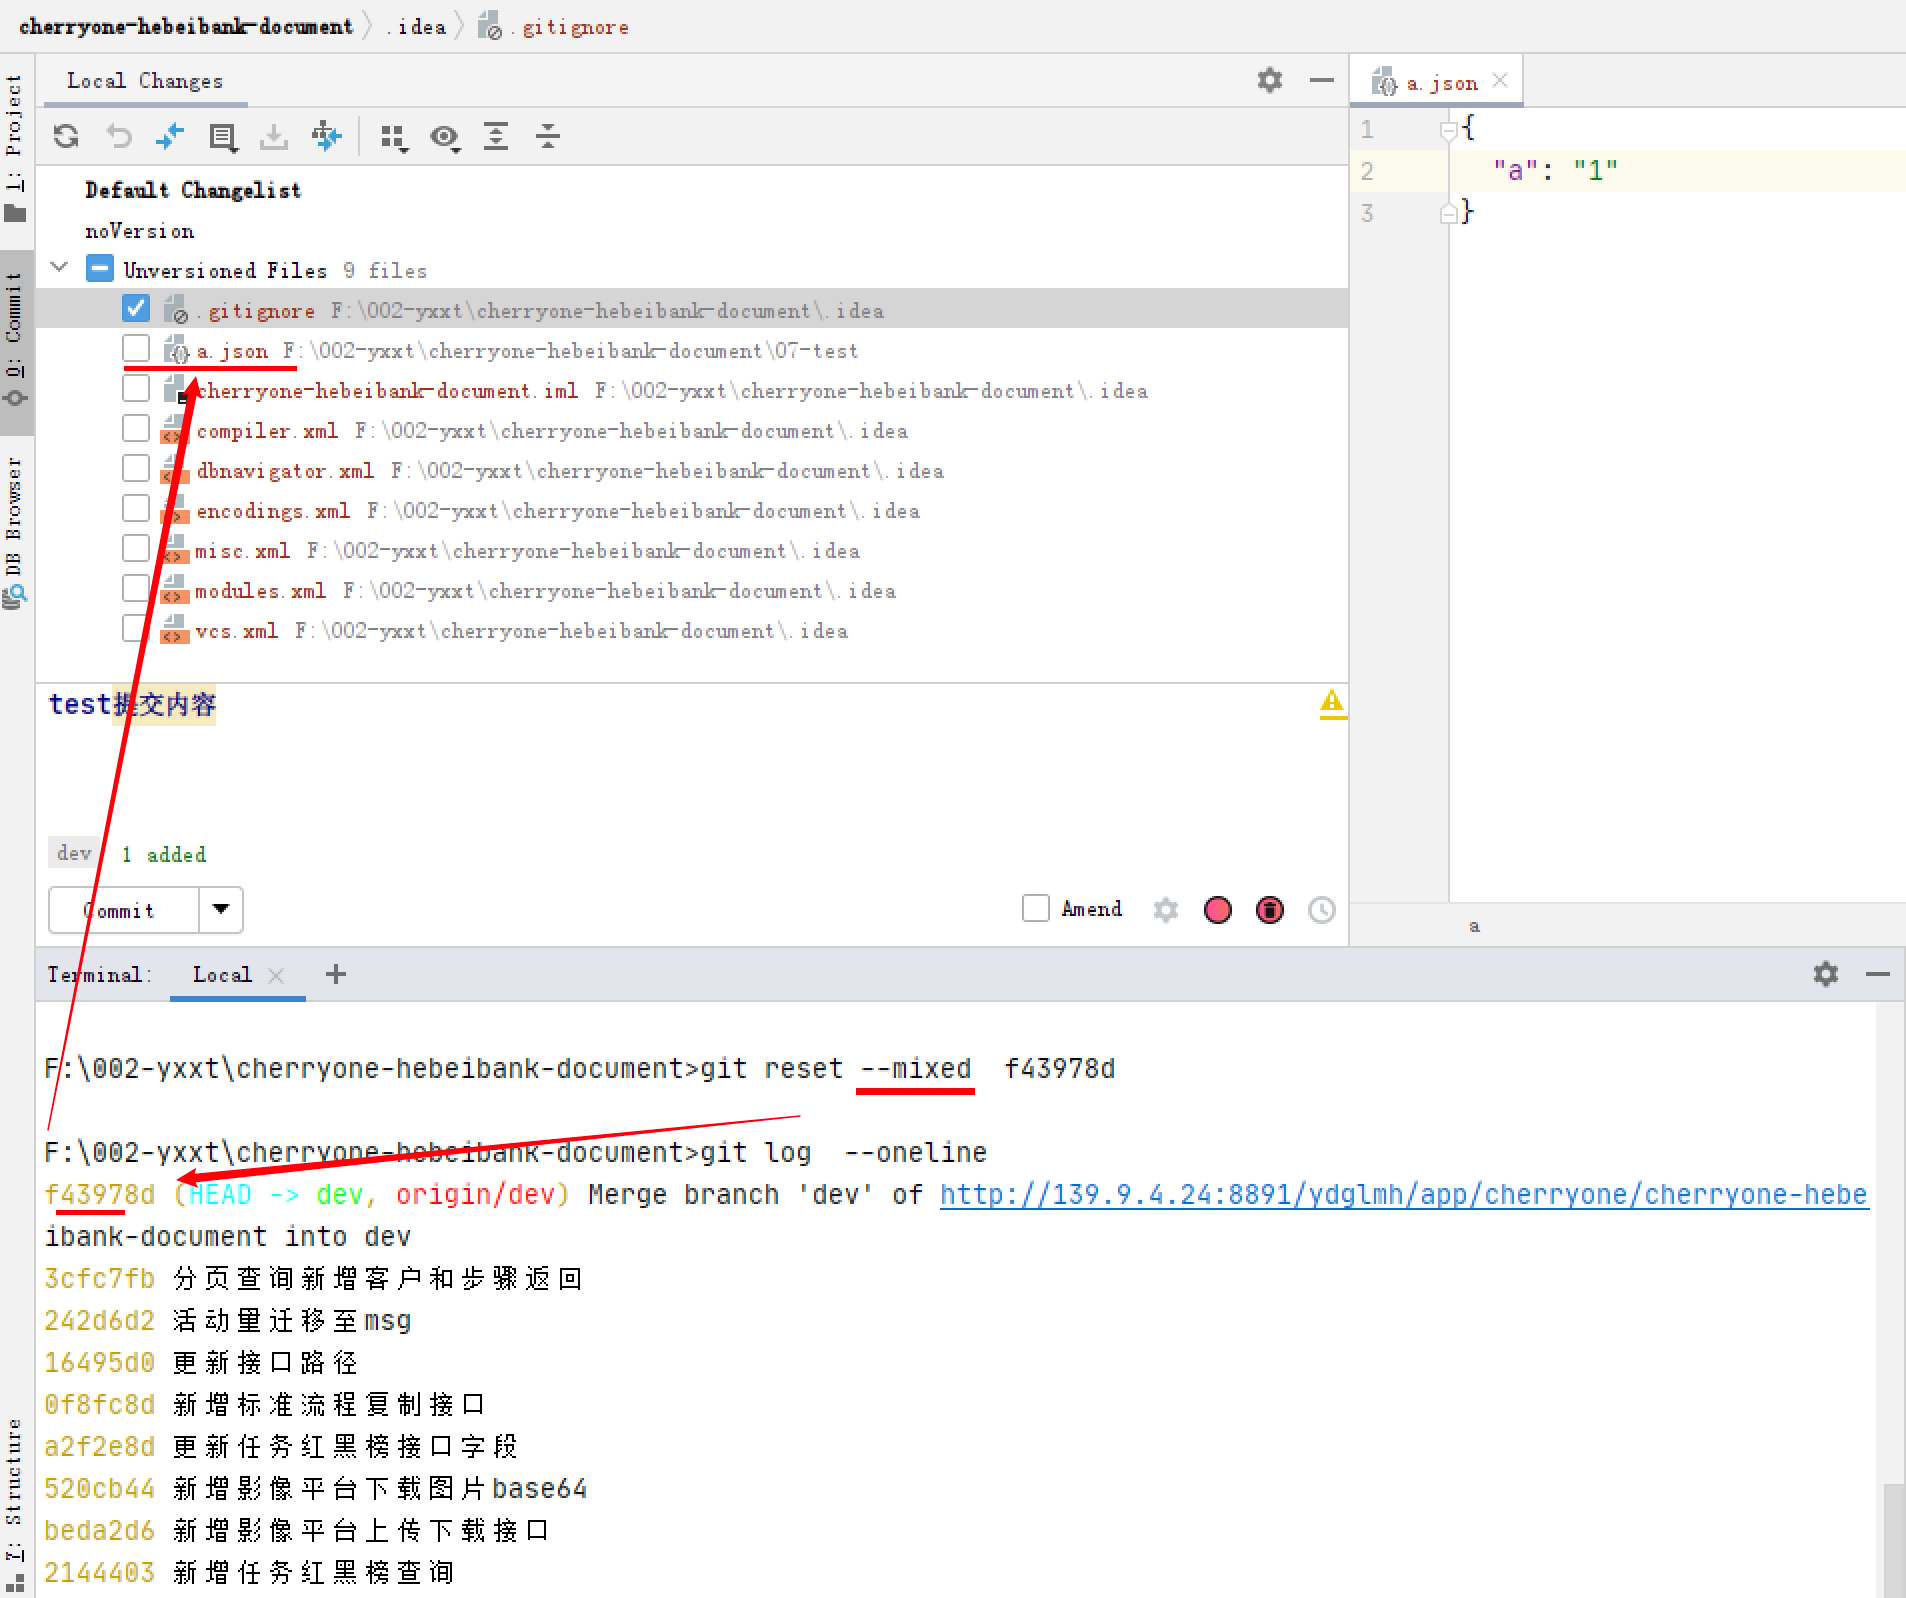 cherryone-hebeibank-document > .idea > .gitignore
1: Project
0: Commit
DB Browser
7: Structure
Local Changes
Default Changelist
noVersion
Unversioned Files 9 files
.gitignore F:\002-yxxt\cherryone-hebeibank-document\.idea
a.json F:\002-yxxt\cherryone-hebeibank-document\07-test
cherryone-hebeibank-document.iml F:\002-yxxt\cherryone-hebeibank-document\.idea
compiler.xml F:\002-yxxt\cherryone-hebeibank-document\.idea
dbnavigator.xml F:\002-yxxt\cherryone-hebeibank-document\.idea
encodings.xml F:\002-yxxt\cherryone-hebeibank-document\.idea
misc.xml F:\002-yxxt\cherryone-hebeibank-document\.idea
modules.xml F:\002-yxxt\cherryone-hebeibank-document\.idea
vcs.xml F:\002-yxxt\cherryone-hebeibank-document\.idea
test提交内容
dev 1 added
Commit
Amend
a.json
1 {
2 "a": "1"
3 }
a
Terminal: Local +
F:\002-yxxt\cherryone-hebeibank-document>git reset --mixed  f43978d
F:\002-yxxt\cherryone-hebeibank-document>git log  --oneline
f43978d (HEAD -> dev, origin/dev) Merge branch 'dev' of http://139.9.4.24:8891/ydglmh/app/cherryone/cherryone-hebe
ibank-document into dev
3cfc7fb 分页查询新增客户和步骤返回
242d6d2 活动量迁移至msg
16495d0 更新接口路径
0f8fc8d 新增标准流程复制接口
a2f2e8d 更新任务红黑榜接口字段
520cb44 新增影像平台下载图片base64
beda2d6 新增影像平台上传下载接口
2144403 新增任务红黑榜查询